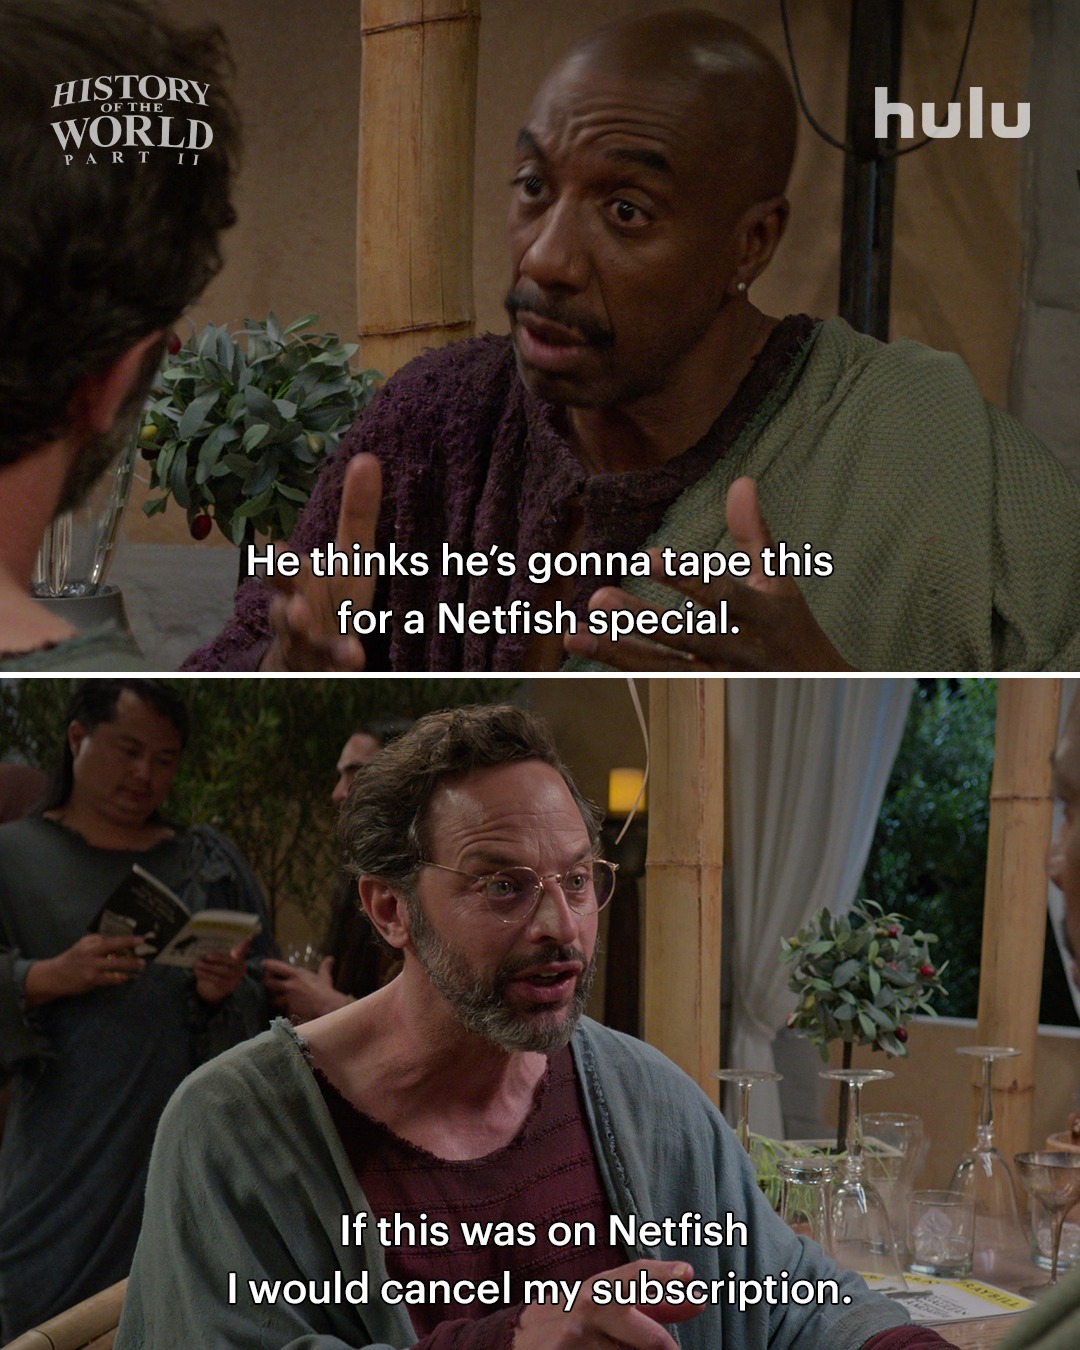 HISTORY
OF THE
WORLD
PART II
hulu
He thinks he's gonna tape this
for a Netfish special.
If this was on Netfish
I would cancel my subscription.